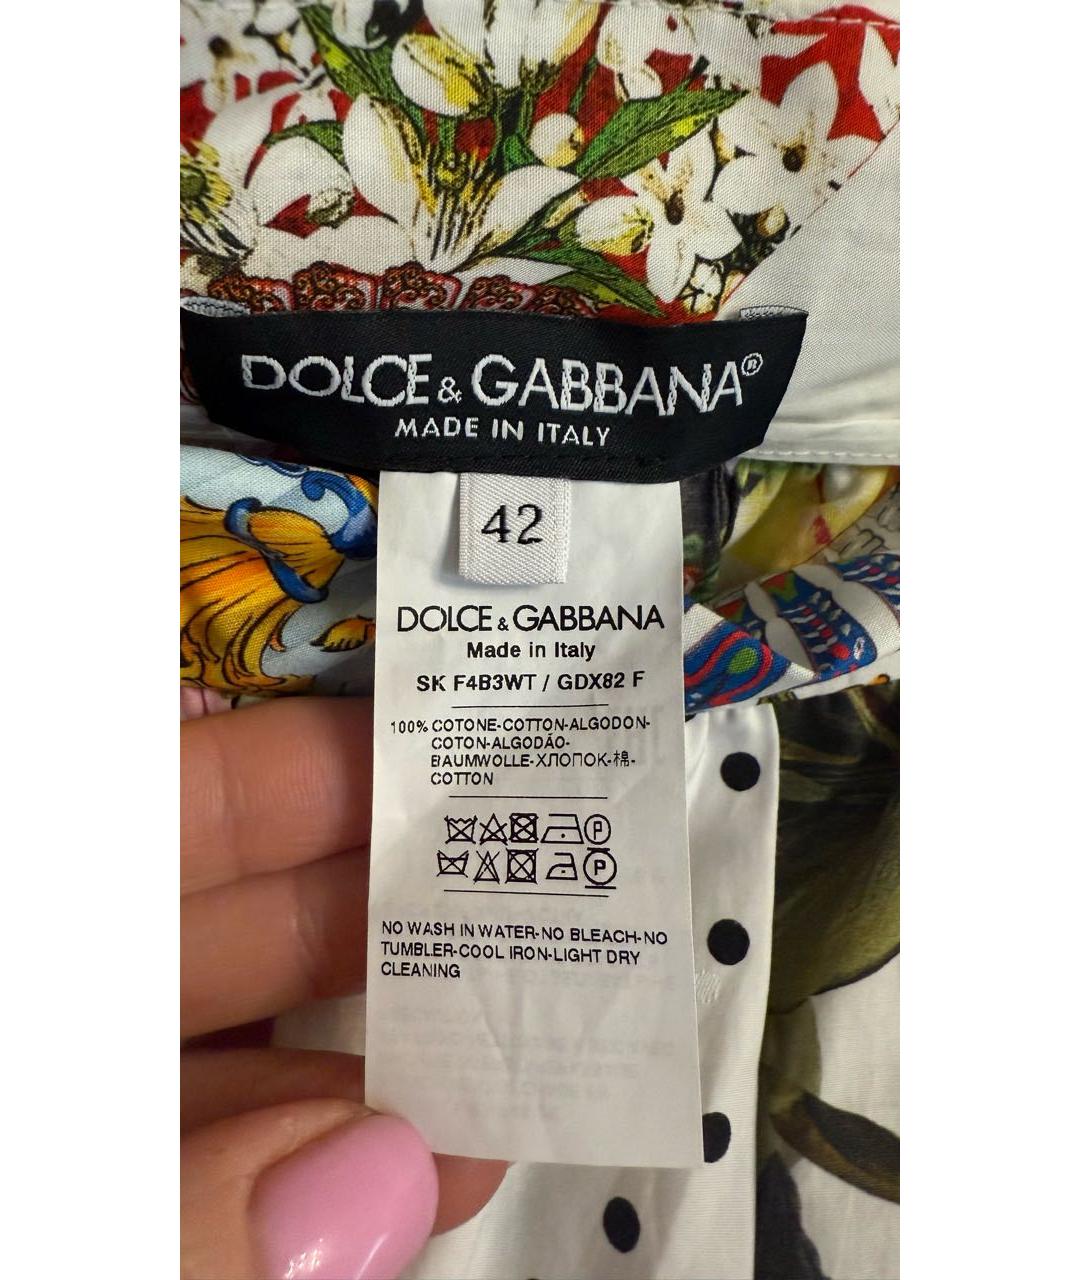 DOLCE & GABBANA®
MADE IN ITALY
42
DOLCE & GABBANA
Made in Italy
SK F4B3WT / GDX82 F
100% COTONE-COTTON-ALGODON-
COTON-ALGODÃO-
BAUMWOLLE-ХЛОПОК-棉-
COTTON
P
P
NO WASH IN WATER-NO BLEACH-NO
TUMBLER-COOL IRON-LIGHT DRY
CLEANING